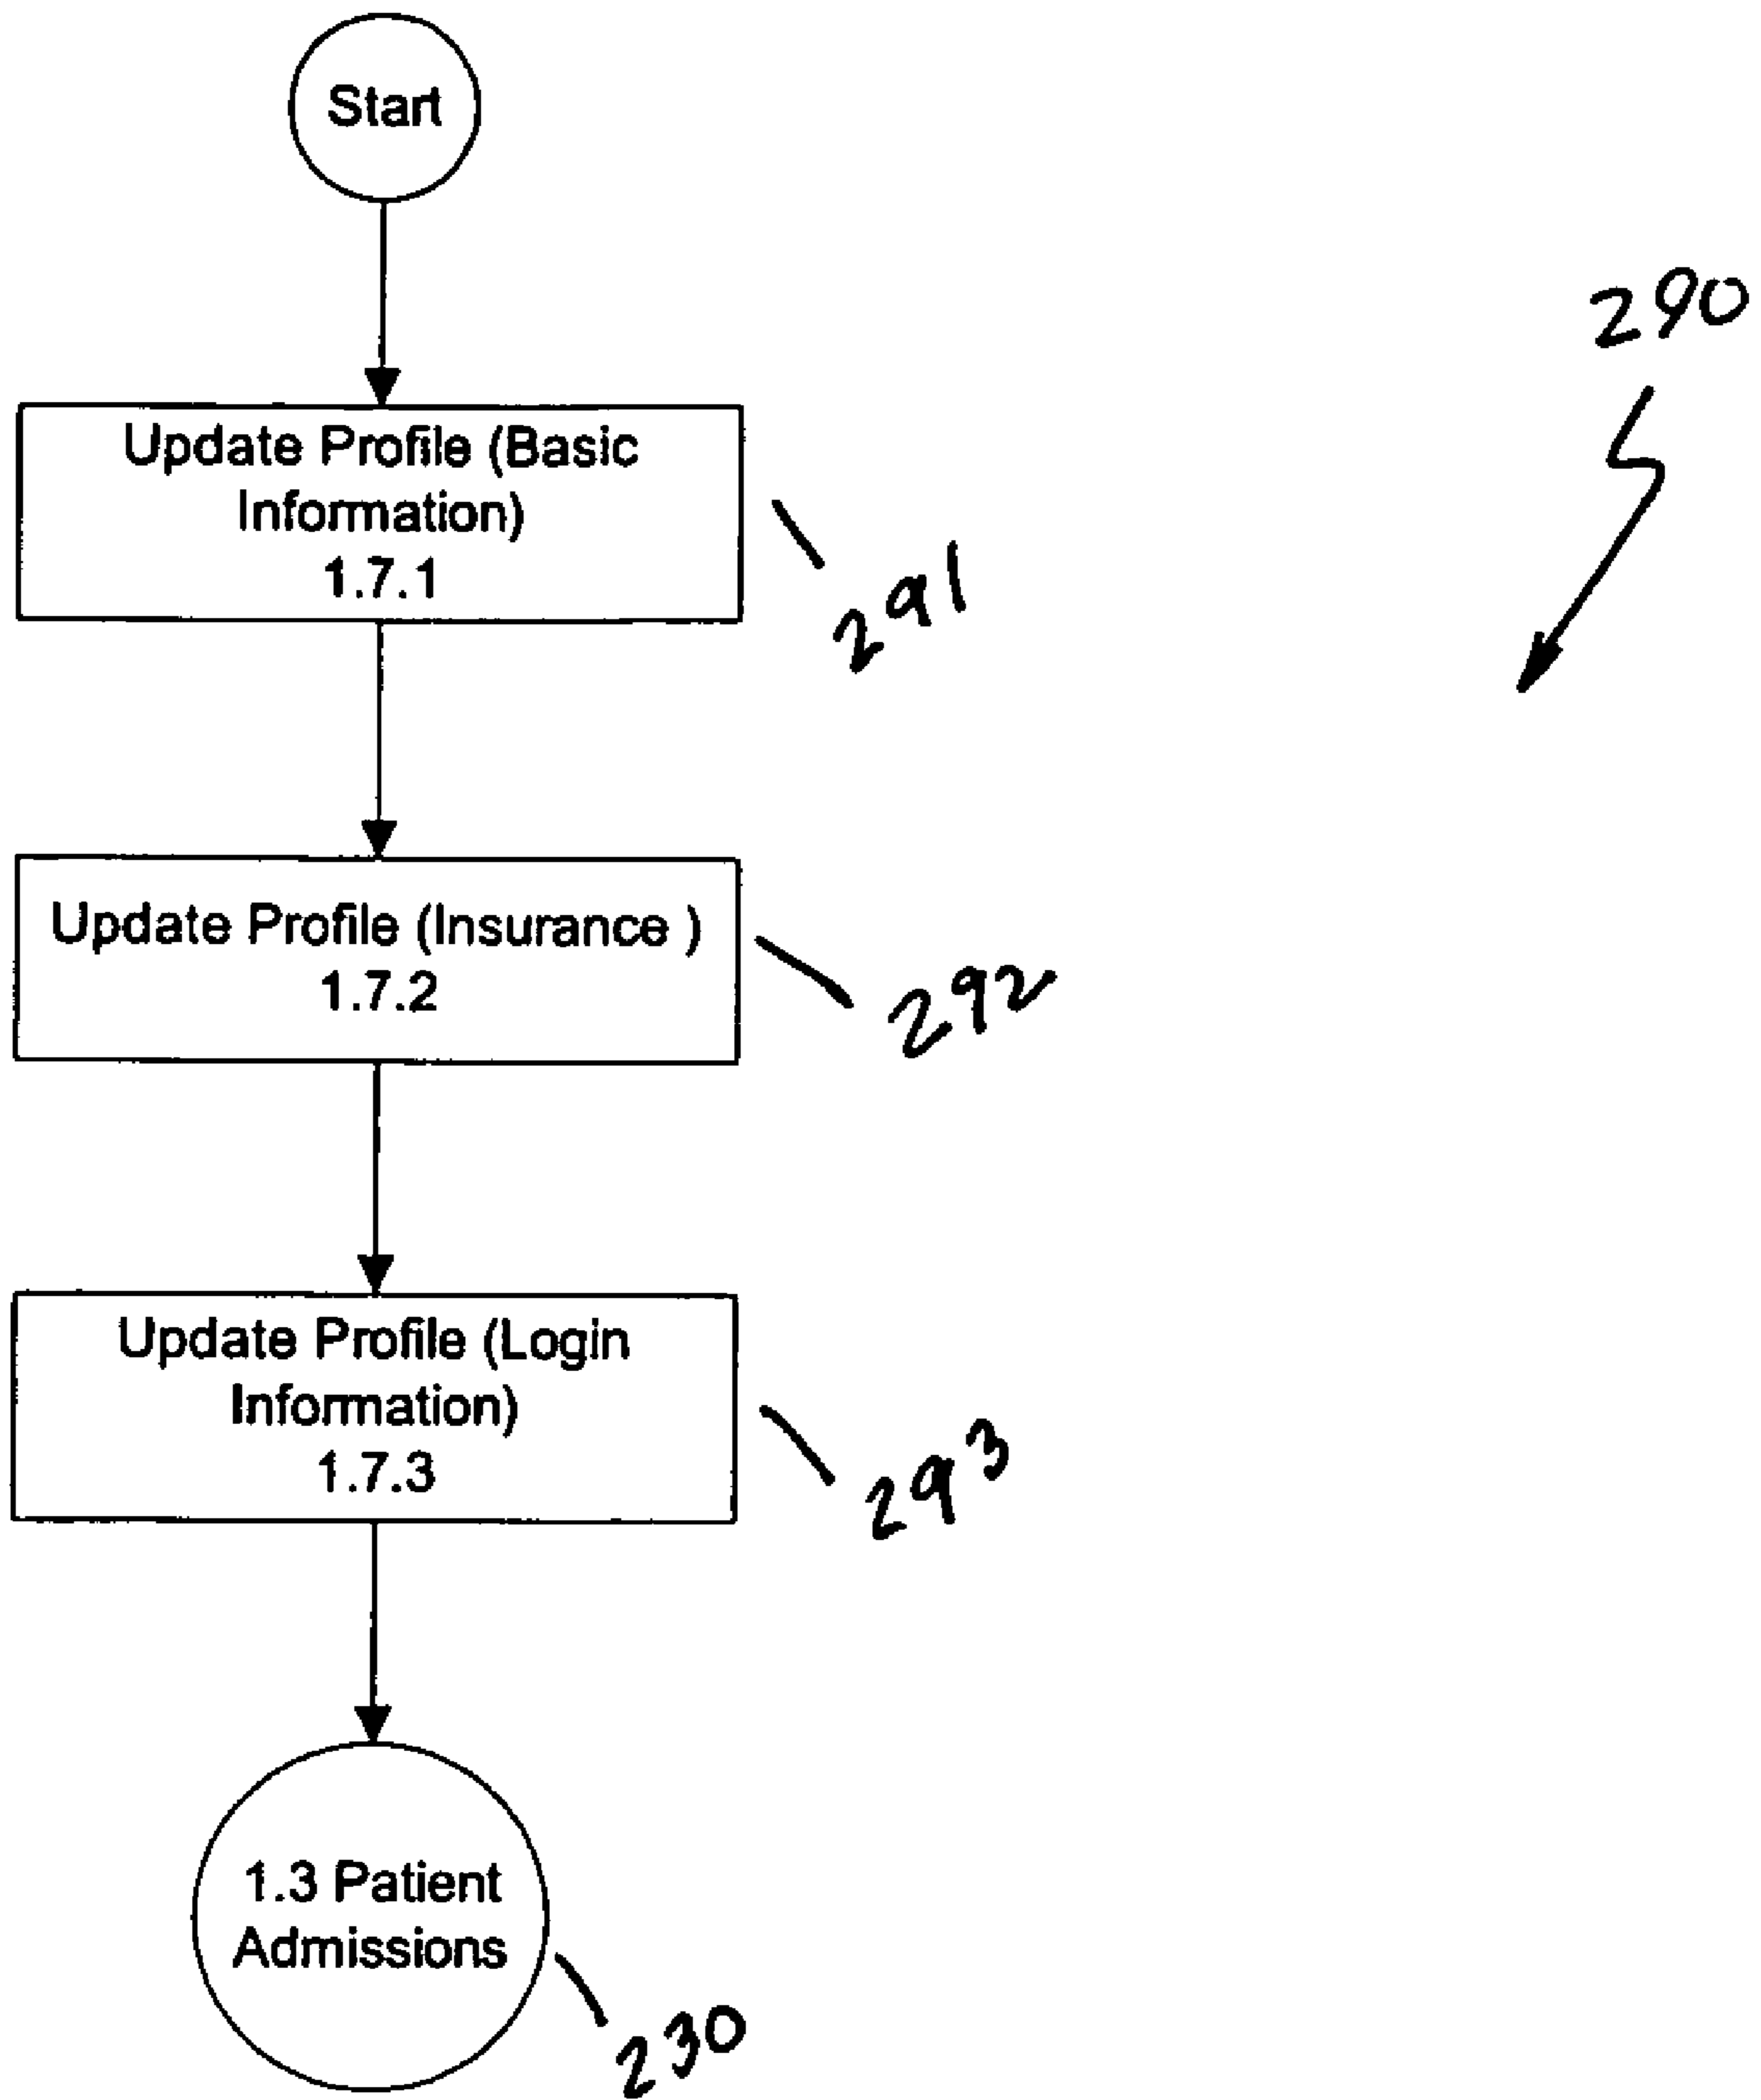 Start
290
Update Profile (Basic
Information)
1.7.1
291
Update Profile (Insurance )
1.7.2
292
Update Profile (Login
Information)
1.7.3
293
1.3 Patient
Admissions
230